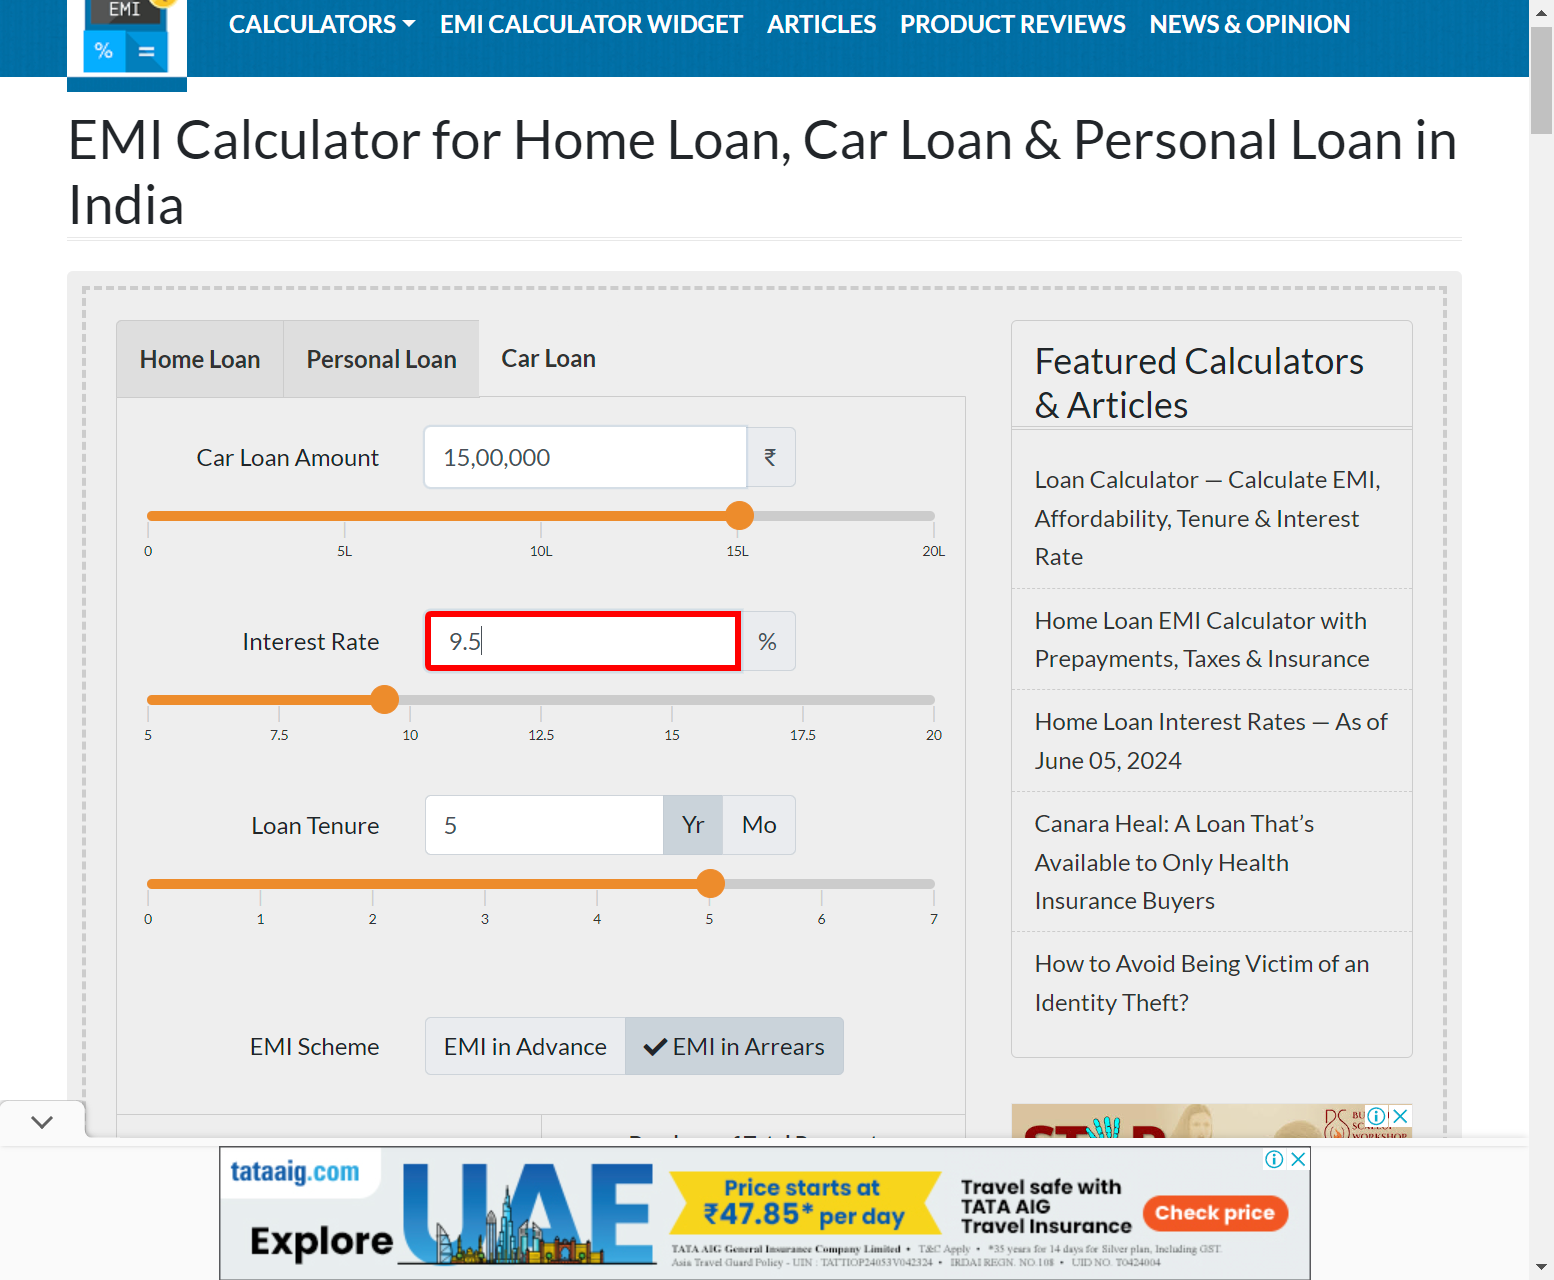 EMI
% =
CALCULATORS EMI CALCULATOR WIDGET ARTICLES PRODUCT REVIEWS NEWS & OPINION
EMI Calculator for Home Loan, Car Loan & Personal Loan in
India
Home Loan Personal Loan Car Loan
Car Loan Amount 15,00,000 ₹
0 5L 10L 15L 20L
Interest Rate 9.5 %
5 7.5 10 12.5 15 17.5 20
Loan Tenure 5 Yr Mo
0 1 2 3 4 5 6 7
EMI Scheme EMI in Advance EMI in Arrears
Featured Calculators
& Articles
Loan Calculator — Calculate EMI,
Affordability, Tenure & Interest
Rate
Home Loan EMI Calculator with
Prepayments, Taxes & Insurance
Home Loan Interest Rates — As of
June 05, 2024
Canara Heal: A Loan That’s
Available to Only Health
Insurance Buyers
How to Avoid Being Victim of an
Identity Theft?
tataaig.com
Explore UAE
Price starts at
₹47.85* per day
Travel safe with
TATA AIG
Travel Insurance
Check price
TATA AIG General Insurance Company Limited • T&C Apply • *35 years for 14 days for Silver plan, Including GST.
Asia Travel Guard Policy - UIN : TATTIOP24053V042324 • IRDAI REGN. NO.108 • UID NO. T0424004